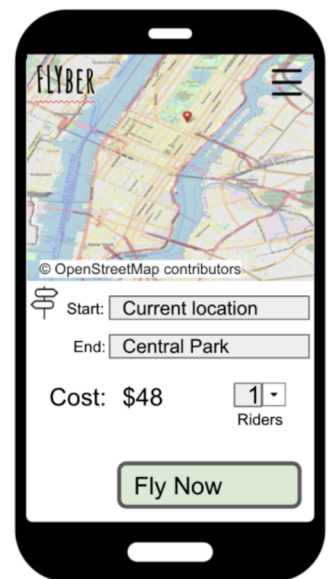 FLYBER
© OpenStreetMap contributors
Start: Current location
End: Central Park
Cost: $48 1
Riders
Fly Now